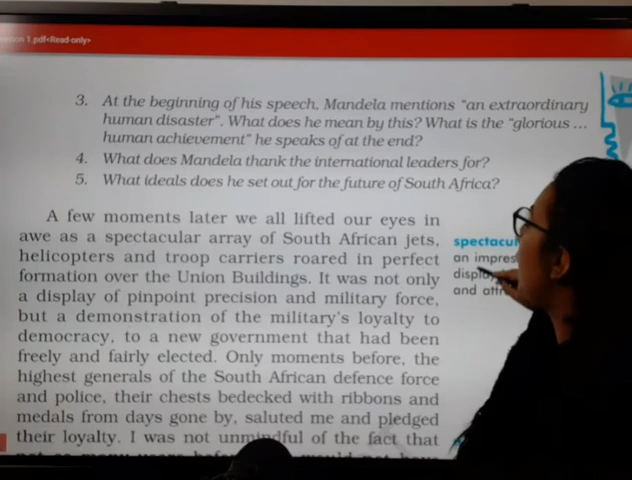 1.pdf<Read-only>
3. At the beginning of his speech, Mandela mentions "an extraordinary
human disaster". What does he mean by this? What is the "glorious ...
human achievement" he speaks of at the end?
4. What does Mandela thank the international leaders for?
5. What ideals does he set out for the future of South Africa?
A few moments later we all lifted our eyes in
awe as a spectacular array of South African jets,
helicopters and troop carriers roared in perfect
formation over the Union Buildings. It was not only
a display of pinpoint precision and military force,
but a demonstration of the military's loyalty to
democracy, to a new government that had been
freely and fairly elected. Only moments before, the
highest generals of the South African defence force
and police, their chests bedecked with ribbons and
medals from days gone by, saluted me and pledged
their loyalty. I was not unmindful of the fact that
an
and